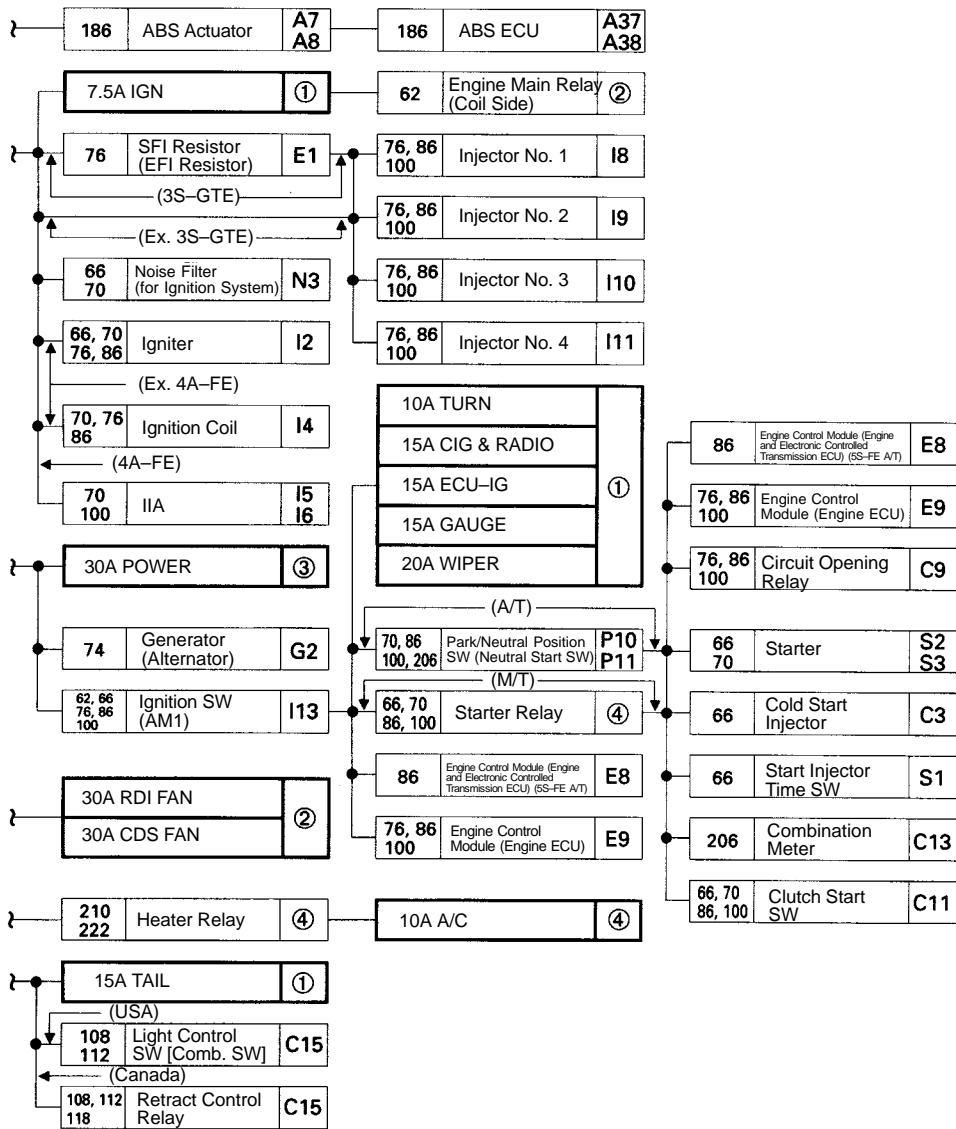 186 ABS Actuator A7 A8
186 ABS ECU A37 A38
7.5A IGN ①
62 Engine Main Relay (Coil Side) ②
76 SFI Resistor (EFI Resistor) E1
(3S–GTE)
(Ex. 3S–GTE)
76, 86 100 Injector No. 1 I8
76, 86 100 Injector No. 2 I9
66 70 Noise Filter (for Ignition System) N3
76, 86 100 Injector No. 3 I10
66, 70 76, 86 Igniter I2
76, 86 100 Injector No. 4 I11
(Ex. 4A–FE)
70, 76 86 Ignition Coil I4
(4A–FE)
70 100 IIA I5 I6
10A TURN
15A CIG & RADIO
15A ECU–IG
15A GAUGE
20A WIPER
①
30A POWER ③
74 Generator (Alternator) G2
62, 66 76, 86 100 Ignition SW (AM1) I13
(A/T)
70, 86 100, 206 Park/Neutral Position SW (Neutral Start SW) P10 P11
(M/T)
66, 70 86, 100 Starter Relay ④
86 Engine Control Module (Engine and Electronic Controlled Transmission ECU) (5S–FE A/T) E8
76, 86 100 Engine Control Module (Engine ECU) E9
86 Engine Control Module (Engine and Electronic Controlled Transmission ECU) (5S–FE A/T) E8
76, 86 100 Engine Control Module (Engine ECU) E9
76, 86 100 Circuit Opening Relay C9
66 70 Starter S2 S3
66 Cold Start Injector C3
66 Start Injector Time SW S1
206 Combination Meter C13
66, 70 86, 100 Clutch Start SW C11
30A RDI FAN
30A CDS FAN
②
210 222 Heater Relay ④
10A A/C ④
15A TAIL ①
(USA)
108 112 Light Control SW [Comb. SW] C15
(Canada)
108, 112 118 Retract Control Relay C15